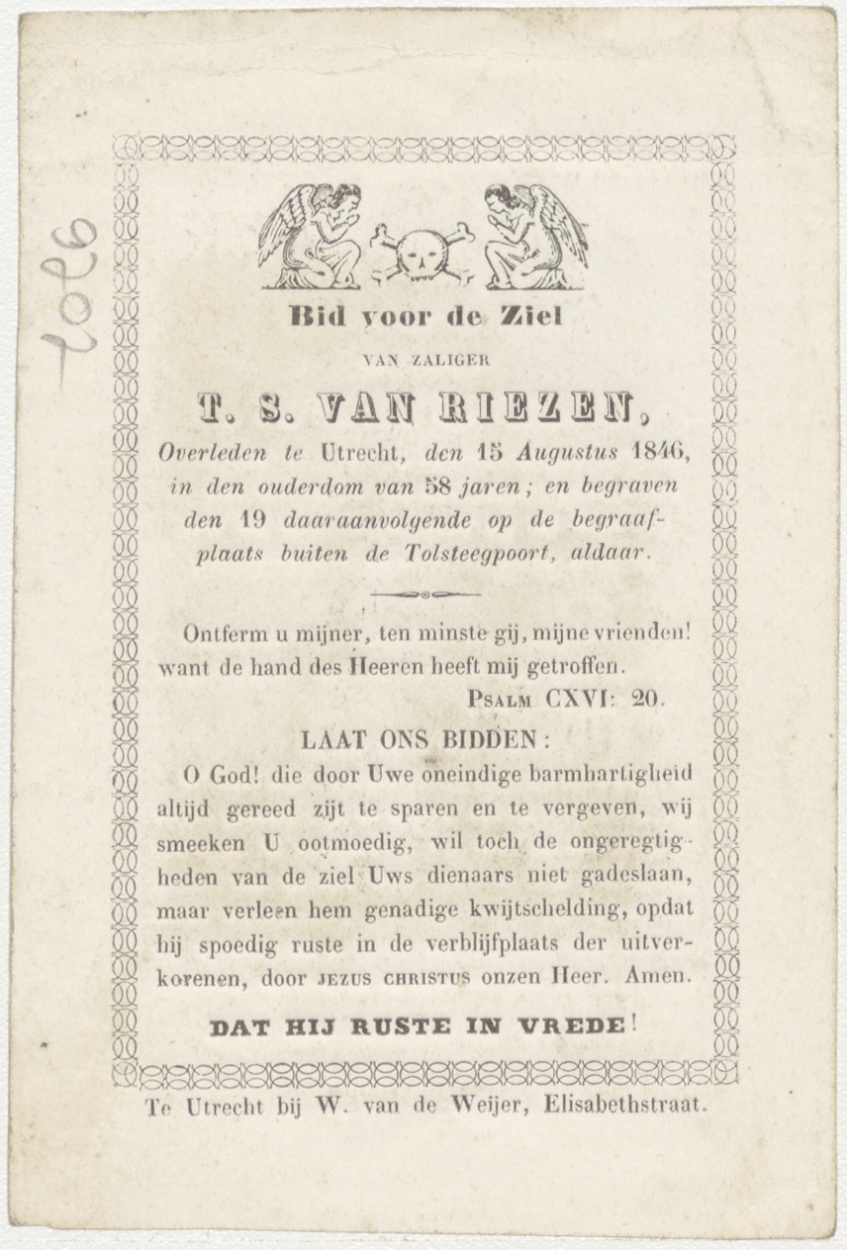 Bid voor de Ziel
VAN ZALIGER
T. S. VAN RIEZEN,
Overleden te Utrecht, den 15 Augustus 1846,
in den ouderdom van 58 jaren; en begraven
den 19 daaraanvolgende op de begraaf-
plaats buiten de Tolsteegpoort, aldaar.
Ontferm u mijner, ten minste gij, mijne vrienden!
want de hand des Heeren heeft mij getroffen.
PSALM CXVI: 20.
LAAT ONS BIDDEN:
O God! die door Uwe oneindige barmhartigheid
altijd gereed zijt te sparen en te vergeven, wij
smeeken U ootmoedig, wil toch de ongeregtig-
heden van de ziel Uws dienaars niet gadeslaan,
maar verleen hem genadige kwijtschelding, opdat
hij spoedig ruste in de verblijfplaats der uitver-
korenen, door JEZUS CHRISTUS onzen Heer. Amen.
DAT HIJ RUSTE IN VREDE!
Te Utrecht bij W. van de Weijer, Elisabethstraat.